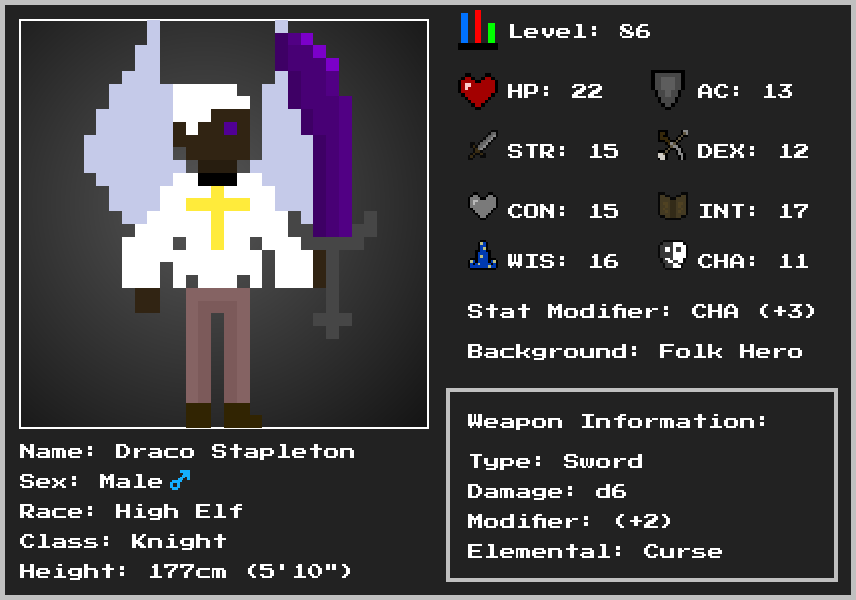 Level: 86
HP: 22
AC: 13
STR: 15
DEX: 12
CON: 15
INT: 17
WIS: 16
CHA: 11
Stat Modifier: CHA (+3)
Background: Folk Hero
Weapon Information:
Type: Sword
Damage: d6
Modifier: (+2)
Elemental: Curse
Name: Draco Stapleton
Sex: Male ♂
Race: High Elf
Class: Knight
Height: 177cm (5'10")